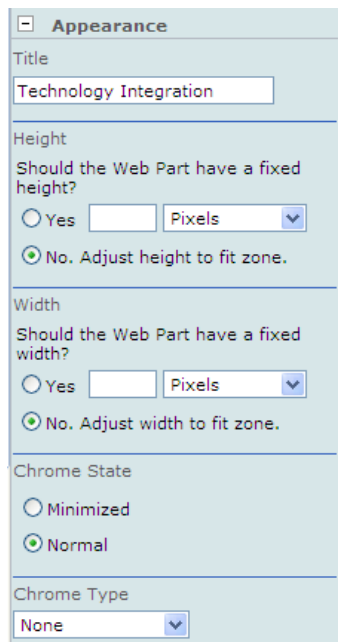 Appearance
Title
Technology Integration
Height
Should the Web Part have a fixed
height?
Yes Pixels
No. Adjust height to fit zone.
Width
Should the Web Part have a fixed
width?
Yes Pixels
No. Adjust width to fit zone.
Chrome State
Minimized
Normal
Chrome Type
None